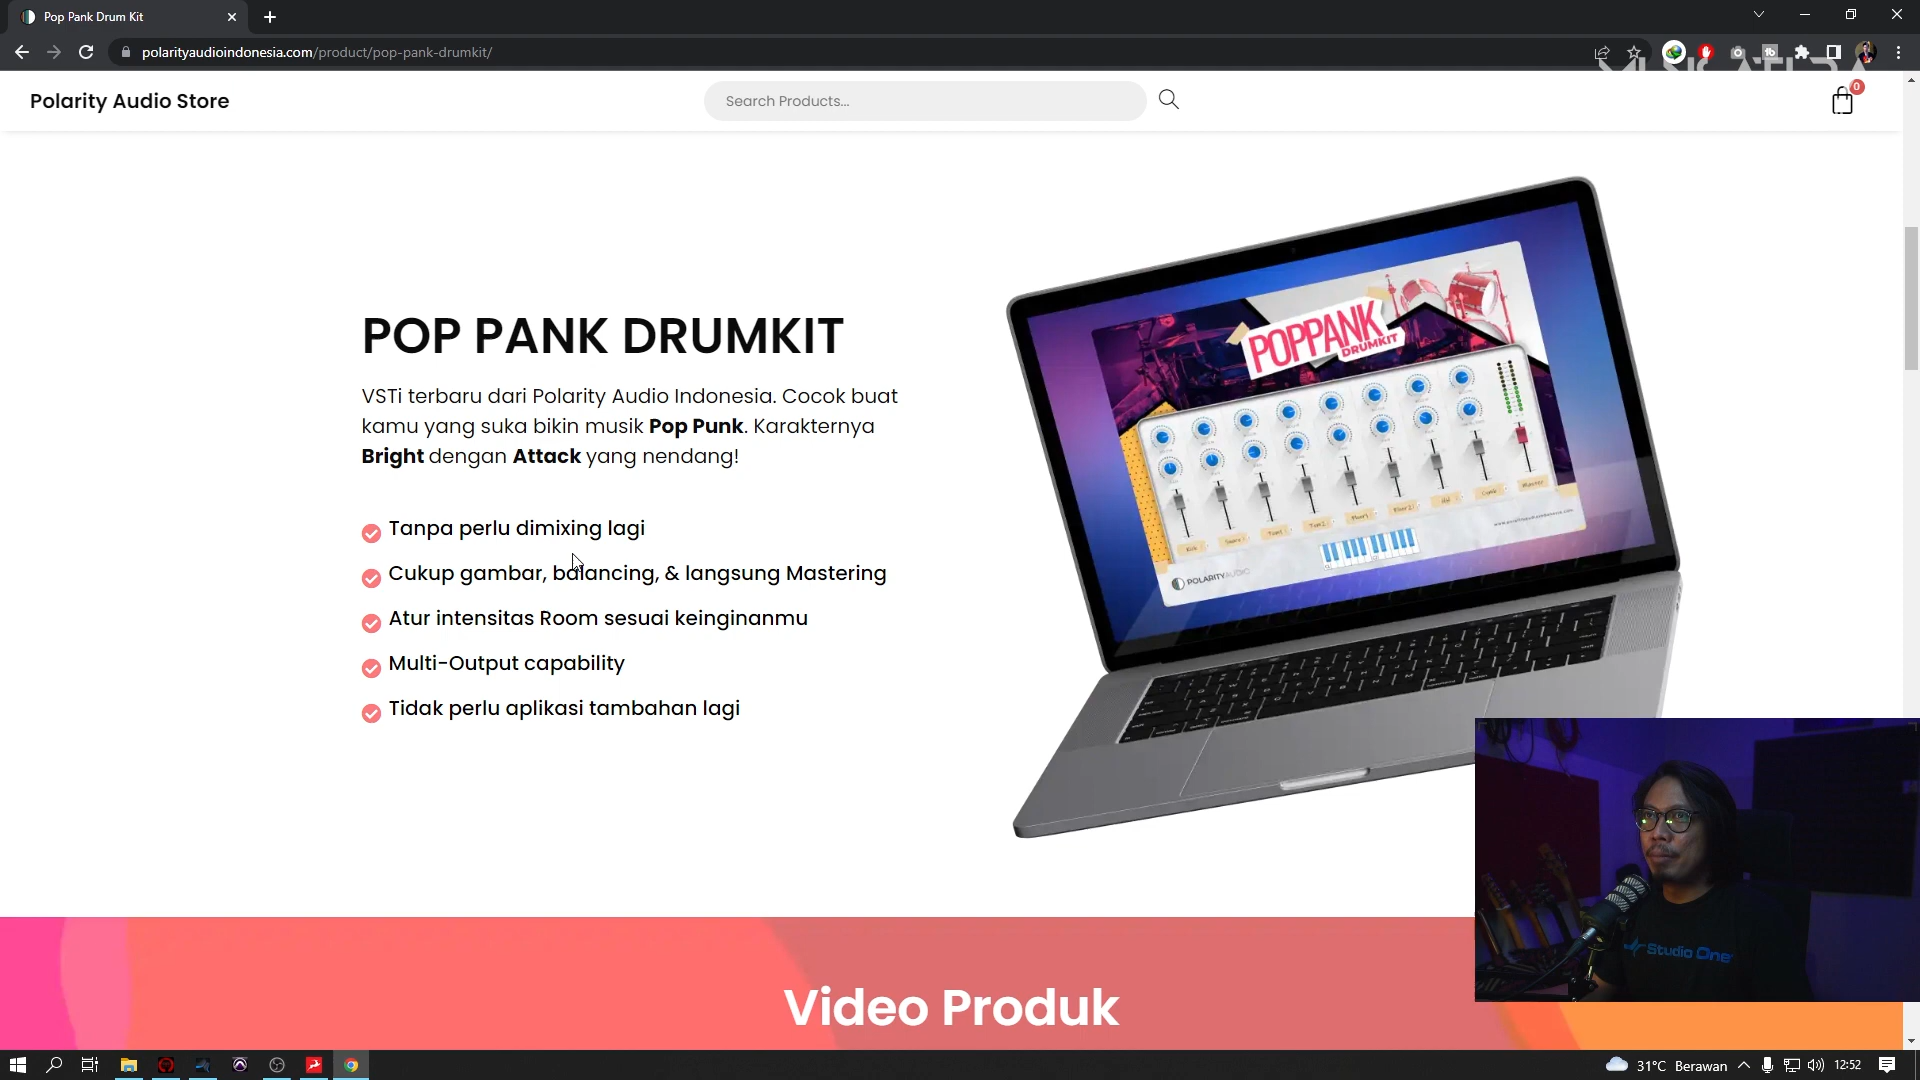 Pop Pank Drum Kit
polarityaudioindonesia.com/product/pop-pank-drumkit/
Polarity Audio Store
Search Products...
0
POP PANK DRUMKIT
VSTi terbaru dari Polarity Audio Indonesia. Cocok buat
kamu yang suka bikin musik Pop Punk. Karakternya
Bright dengan Attack yang nendang!
Tanpa perlu dimixing lagi
Cukup gambar, balancing, & langsung Mastering
Atur intensitas Room sesuai keinginanmu
Multi-Output capability
Tidak perlu aplikasi tambahan lagi
POPPANK
DRUMKIT
POLARITYAUDIO
Studio One
Video Produk
31°C Berawan
12:52